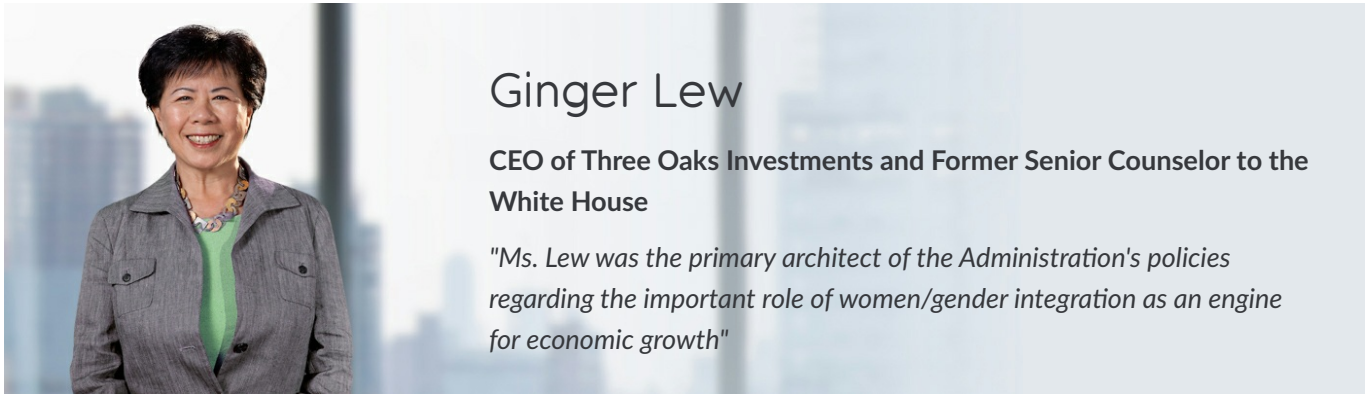 Ginger Lew
CEO of Three Oaks Investments and Former Senior Counselor to the
White House
"Ms. Lew was the primary architect of the Administration's policies
regarding the important role of women/gender integration as an engine
for economic growth"